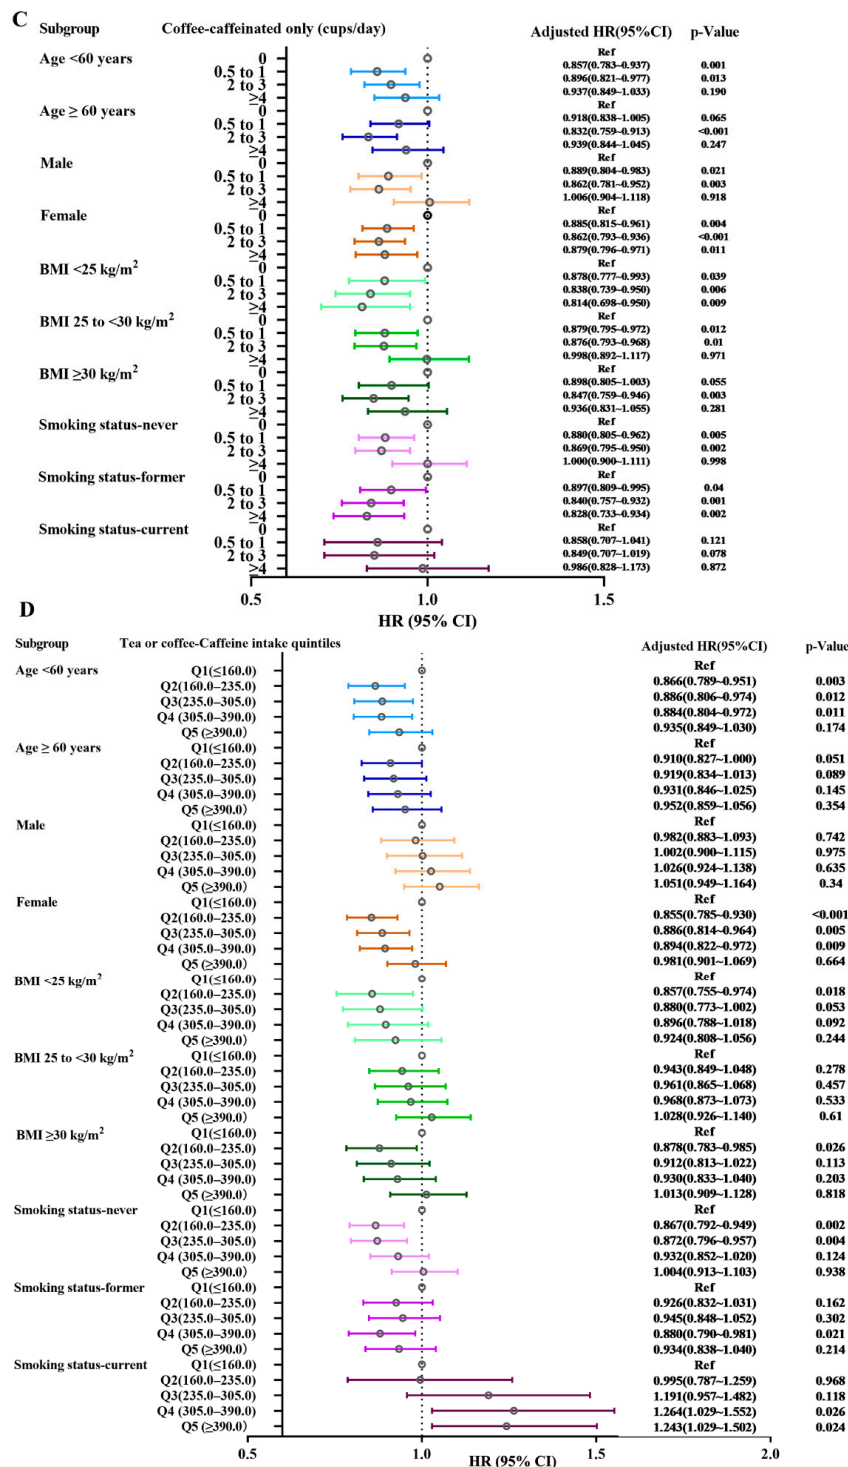 C
Subgroup Coffee-caffeinated only (cups/day) Adjusted HR(95%CI) p-Value
Age <60 years 0 Ref
0.5 to 1 0.857(0.783~0.937) 0.001
2 to 3 0.896(0.821~0.977) 0.013
≥4 0.937(0.849~1.033) 0.190
Age ≥ 60 years 0 Ref
0.5 to 1 0.918(0.838~1.005) 0.065
2 to 3 0.832(0.759~0.913) <0.001
≥4 0.939(0.844~1.045) 0.247
Male 0 Ref
0.5 to 1 0.889(0.804~0.983) 0.021
2 to 3 0.862(0.781~0.952) 0.003
≥4 1.006(0.904~1.118) 0.918
Female 0 Ref
0.5 to 1 0.885(0.815~0.961) 0.004
2 to 3 0.862(0.793~0.936) <0.001
≥4 0.879(0.796~0.971) 0.011
BMI <25 kg/m² 0 Ref
0.5 to 1 0.878(0.777~0.993) 0.039
2 to 3 0.838(0.739~0.950) 0.006
≥4 0.814(0.698~0.950) 0.009
BMI 25 to <30 kg/m² 0 Ref
0.5 to 1 0.879(0.795~0.972) 0.012
2 to 3 0.876(0.793~0.968) 0.01
≥4 0.998(0.892~1.117) 0.971
BMI ≥30 kg/m² 0 Ref
0.5 to 1 0.898(0.805~1.003) 0.055
2 to 3 0.847(0.759~0.946) 0.003
≥4 0.936(0.831~1.055) 0.281
Smoking status-never 0 Ref
0.5 to 1 0.880(0.805~0.962) 0.005
2 to 3 0.869(0.795~0.950) 0.002
≥4 1.000(0.900~1.111) 0.998
Smoking status-former 0 Ref
0.5 to 1 0.897(0.809~0.995) 0.04
2 to 3 0.840(0.757~0.932) 0.001
≥4 0.828(0.733~0.934) 0.002
Smoking status-current 0 Ref
0.5 to 1 0.858(0.707~1.041) 0.121
2 to 3 0.849(0.707~1.019) 0.078
≥4 0.986(0.828~1.173) 0.872
0.5 1.0 1.5
HR (95% CI)
D
Subgroup Tea or coffee-Caffeine intake quintiles Adjusted HR(95%CI) p-Value
Age <60 years Q1(≤160.0) Ref
Q2(160.0–235.0) 0.866(0.789~0.951) 0.003
Q3(235.0–305.0) 0.886(0.806~0.974) 0.012
Q4 (305.0–390.0) 0.884(0.804~0.972) 0.011
Q5 (≥390.0) 0.935(0.849~1.030) 0.174
Age ≥ 60 years Q1(≤160.0) Ref
Q2(160.0–235.0) 0.910(0.827~1.000) 0.051
Q3(235.0–305.0) 0.919(0.834~1.013) 0.089
Q4 (305.0–390.0) 0.931(0.846~1.025) 0.145
Q5 (≥390.0) 0.952(0.859~1.056) 0.354
Male Q1(≤160.0) Ref
Q2(160.0–235.0) 0.982(0.883~1.093) 0.742
Q3(235.0–305.0) 1.002(0.900~1.115) 0.975
Q4 (305.0–390.0) 1.026(0.924~1.138) 0.635
Q5 (≥390.0) 1.051(0.949~1.164) 0.34
Female Q1(≤160.0) Ref
Q2(160.0–235.0) 0.855(0.785~0.930) <0.001
Q3(235.0–305.0) 0.886(0.814~0.964) 0.005
Q4 (305.0–390.0) 0.894(0.822~0.972) 0.009
Q5 (≥390.0) 0.981(0.901~1.069) 0.664
BMI <25 kg/m² Q1(≤160.0) Ref
Q2(160.0–235.0) 0.857(0.755~0.974) 0.018
Q3(235.0–305.0) 0.880(0.773~1.002) 0.053
Q4 (305.0–390.0) 0.896(0.788~1.018) 0.092
Q5 (≥390.0) 0.924(0.808~1.056) 0.244
BMI 25 to <30 kg/m² Q1(≤160.0) Ref
Q2(160.0–235.0) 0.943(0.849~1.048) 0.278
Q3(235.0–305.0) 0.961(0.865~1.068) 0.457
Q4 (305.0–390.0) 0.968(0.873~1.073) 0.533
Q5 (≥390.0) 1.028(0.926~1.140) 0.61
BMI ≥30 kg/m² Q1(≤160.0) Ref
Q2(160.0–235.0) 0.878(0.783~0.985) 0.026
Q3(235.0–305.0) 0.912(0.813~1.022) 0.113
Q4 (305.0–390.0) 0.930(0.833~1.040) 0.203
Q5 (≥390.0) 1.013(0.909~1.128) 0.818
Smoking status-never Q1(≤160.0) Ref
Q2(160.0–235.0) 0.867(0.792~0.949) 0.002
Q3(235.0–305.0) 0.872(0.796~0.957) 0.004
Q4 (305.0–390.0) 0.932(0.852~1.020) 0.124
Q5 (≥390.0) 1.004(0.913~1.103) 0.938
Smoking status-former Q1(≤160.0) Ref
Q2(160.0–235.0) 0.926(0.832~1.031) 0.162
Q3(235.0–305.0) 0.945(0.848~1.052) 0.302
Q4 (305.0–390.0) 0.880(0.790~0.981) 0.021
Q5 (≥390.0) 0.934(0.838~1.040) 0.214
Smoking status-current Q1(≤160.0) Ref
Q2(160.0–235.0) 0.995(0.787~1.259) 0.968
Q3(235.0–305.0) 1.191(0.957~1.482) 0.118
Q4 (305.0–390.0) 1.264(1.029~1.552) 0.026
Q5 (≥390.0) 1.243(1.029~1.502) 0.024
0.5 1.0 1.5 2.0
HR (95% CI)